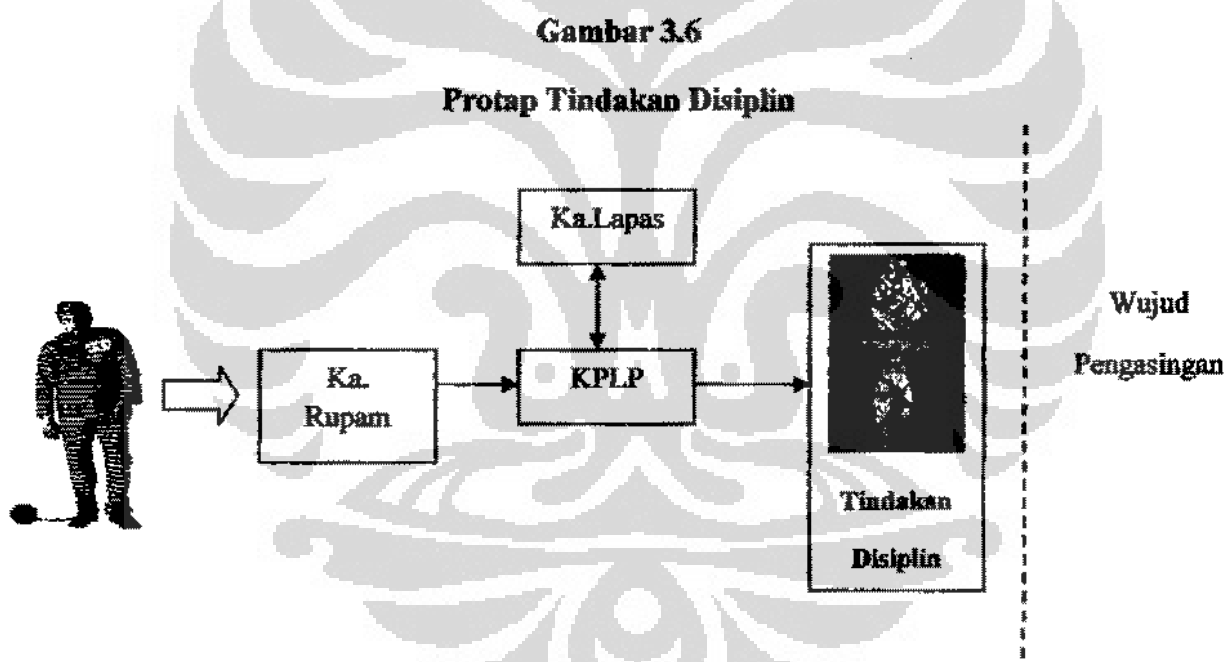 Gambar 3.6
Protap Tindakan Disiplin
Ka.Lapas
Ka.
Rupam
KPLP
Tindakan
Disiplin
Wujud
Pengasingan